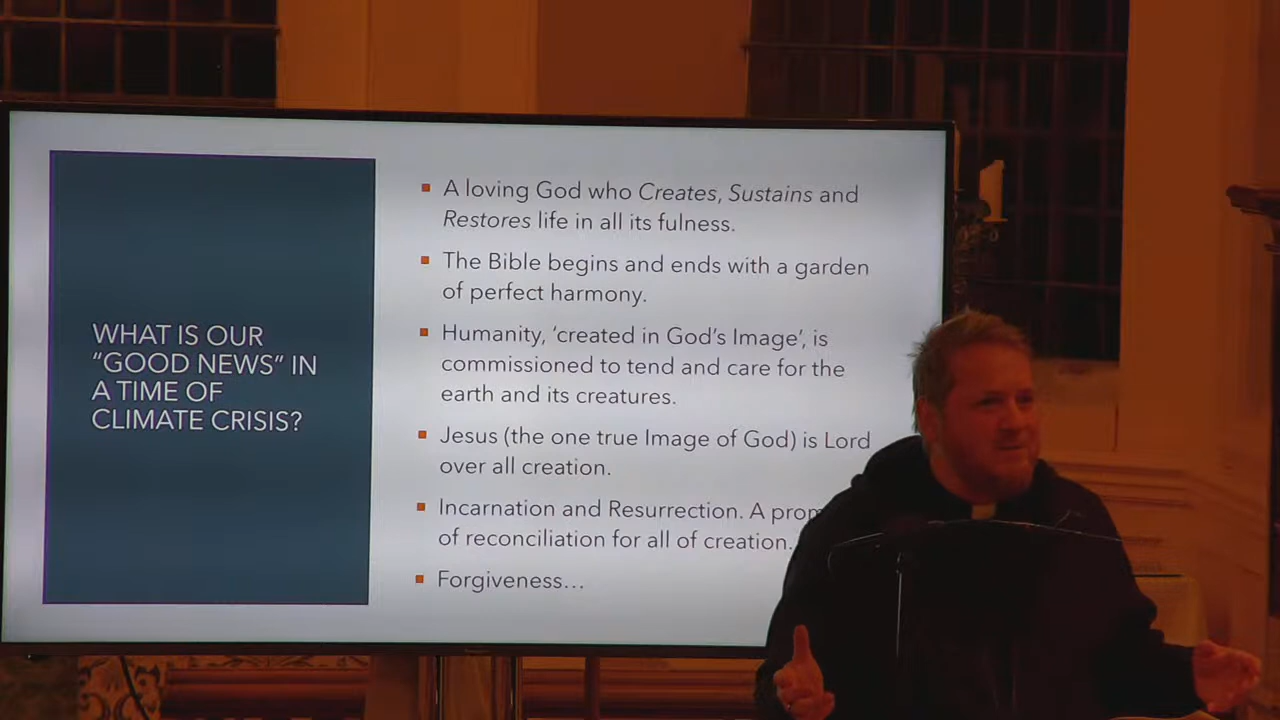 WHAT IS OUR
“GOOD NEWS” IN
A TIME OF
CLIMATE CRISIS?
A loving God who Creates, Sustains and
Restores life in all its fulness.
The Bible begins and ends with a garden
of perfect harmony.
Humanity, ‘created in God’s Image’, is
commissioned to tend and care for the
earth and its creatures.
Jesus (the one true Image of God) is Lord
over all creation.
Incarnation and Resurrection. A
of reconciliation for all of creation.
Forgiveness…